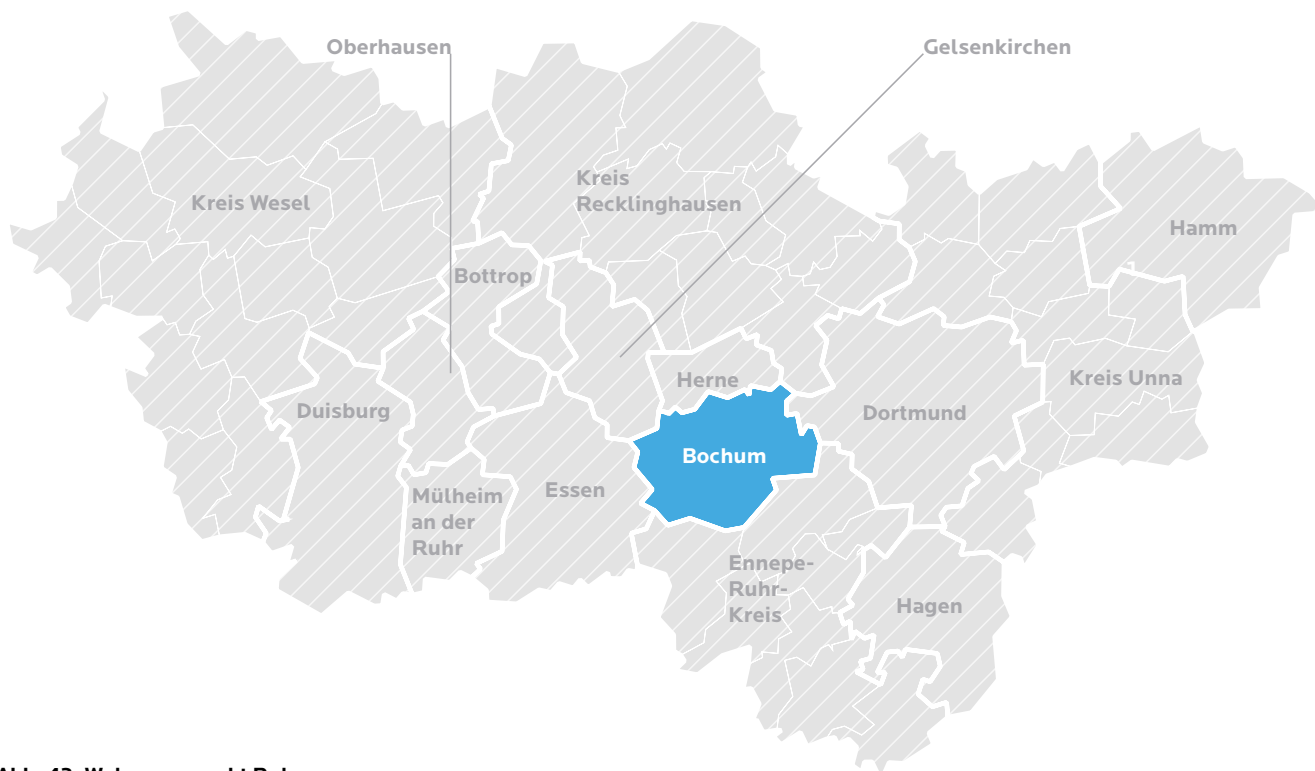 Oberhausen
Gelsenkirchen
Kreis
Recklinghausen
Kreis Wesel
Hamm
Bottrop
Herne
Kreis Unna
Duisburg
Dortmund
Bochum
Essen
Mülheim
an der
Ruhr
Ennepe-
Ruhr-
Kreis
Hagen